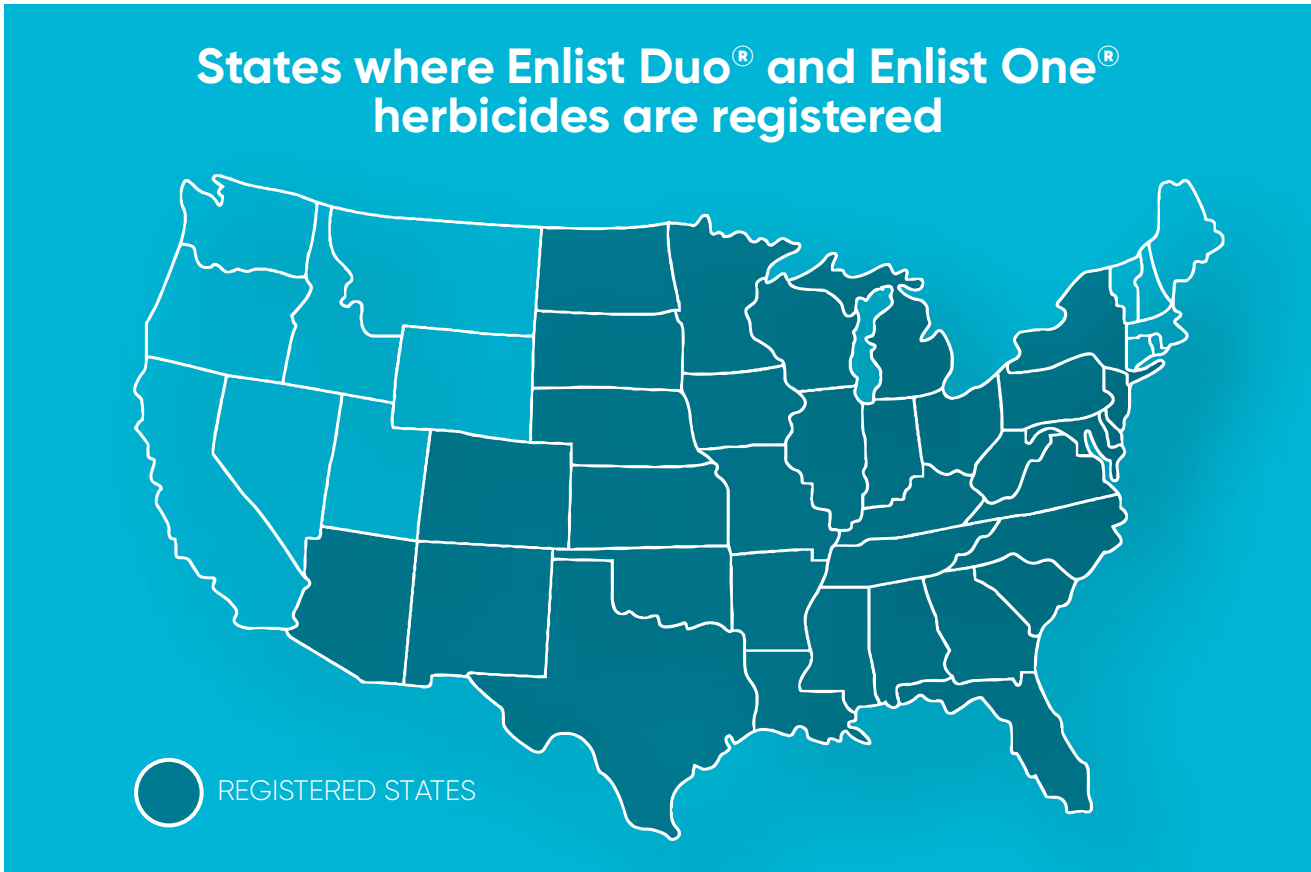 States where Enlist Duo® and Enlist One®
herbicides are registered
REGISTERED STATES